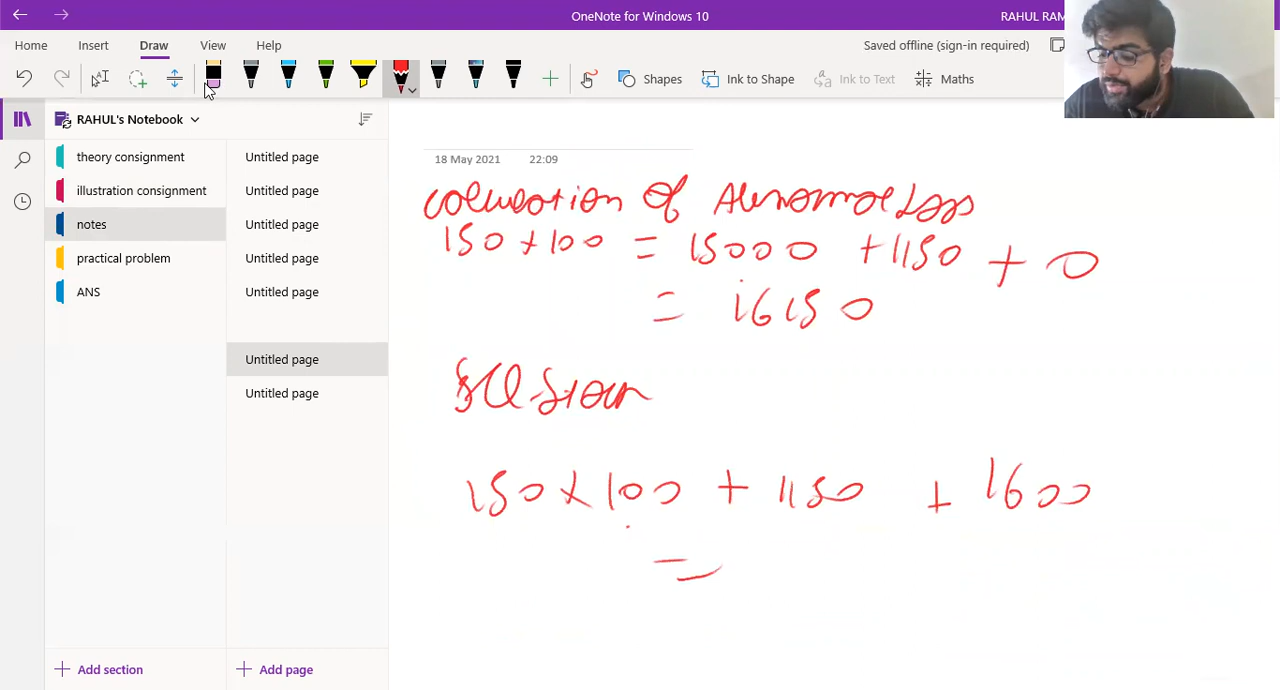 OneNote for Windows 10
RAHUL RAM
Home Insert Draw View Help
Saved offline (sign-in required)
Shapes Ink to Shape Ink to Text Maths
RAHUL's Notebook
theory consignment
illustration consignment
notes
practical problem
ANS
Untitled page
Untitled page
Untitled page
Untitled page
Untitled page
Untitled page
Untitled page
Add section
Add page
18 May 2021 22:09
of Abnormal Loss
150 × 100 = 15000 + 1150 + 0
= 16150
150 × 100 + 1150 + 1600
=